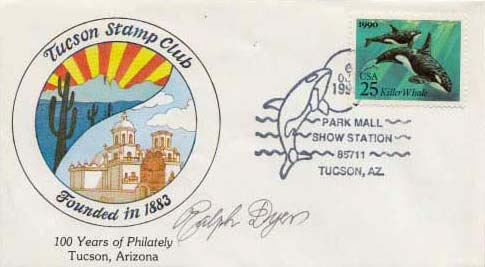 Tucson Stamp Club
Founded in 1883
100 Years of Philately
Tucson, Arizona
Ralph Dyer
1990
USA
25 Killer Whale
PARK MALL
SHOW STATION
85711
TUCSON, AZ.